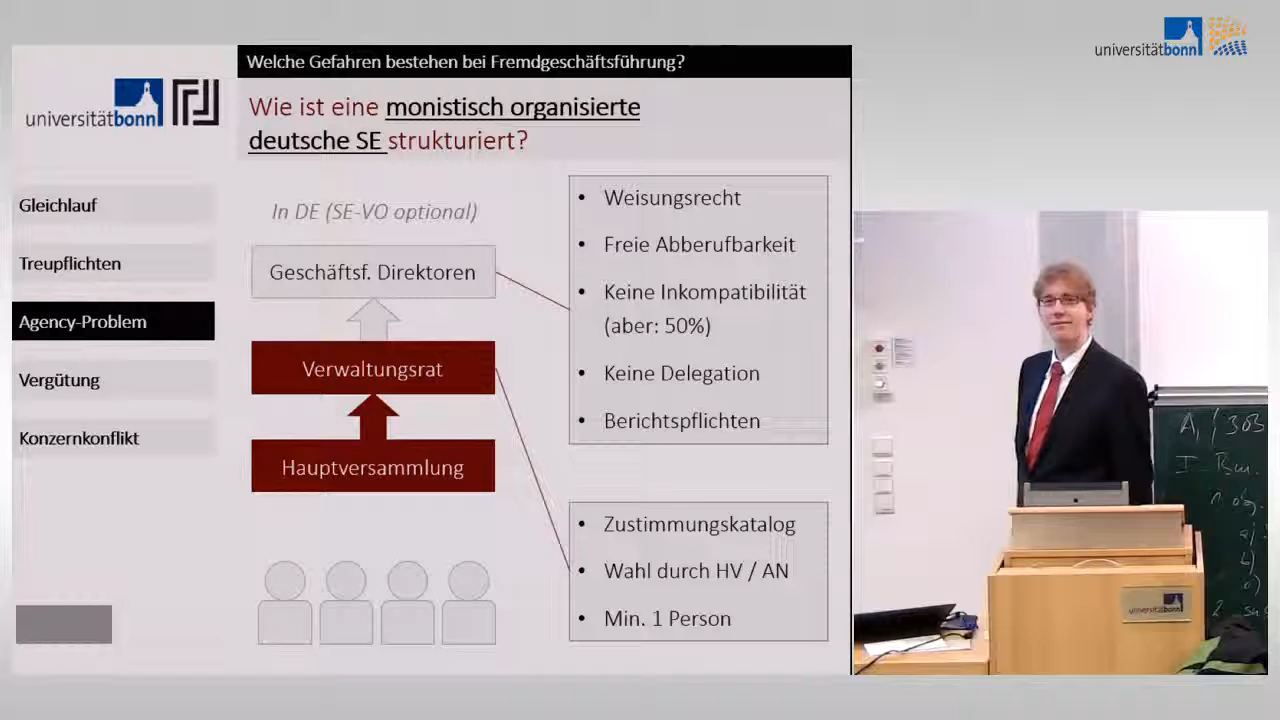 universitätbonn
Welche Gefahren bestehen bei Fremdgeschäftsführung?
universitätbonn
Wie ist eine monistisch organisierte
deutsche SE strukturiert?
Gleichlauf
Treupflichten
Agency-Problem
Vergütung
Konzernkonflikt
In DE (SE-VO optional)
Geschäftsf. Direktoren
Verwaltungsrat
Hauptversammlung
• Weisungsrecht
• Freie Abberufbarkeit
• Keine Inkompatibilität
(aber: 50%)
• Keine Delegation
• Berichtspflichten
• Zustimmungskatalog
• Wahl durch HV / AN
• Min. 1 Person
universitätbonn